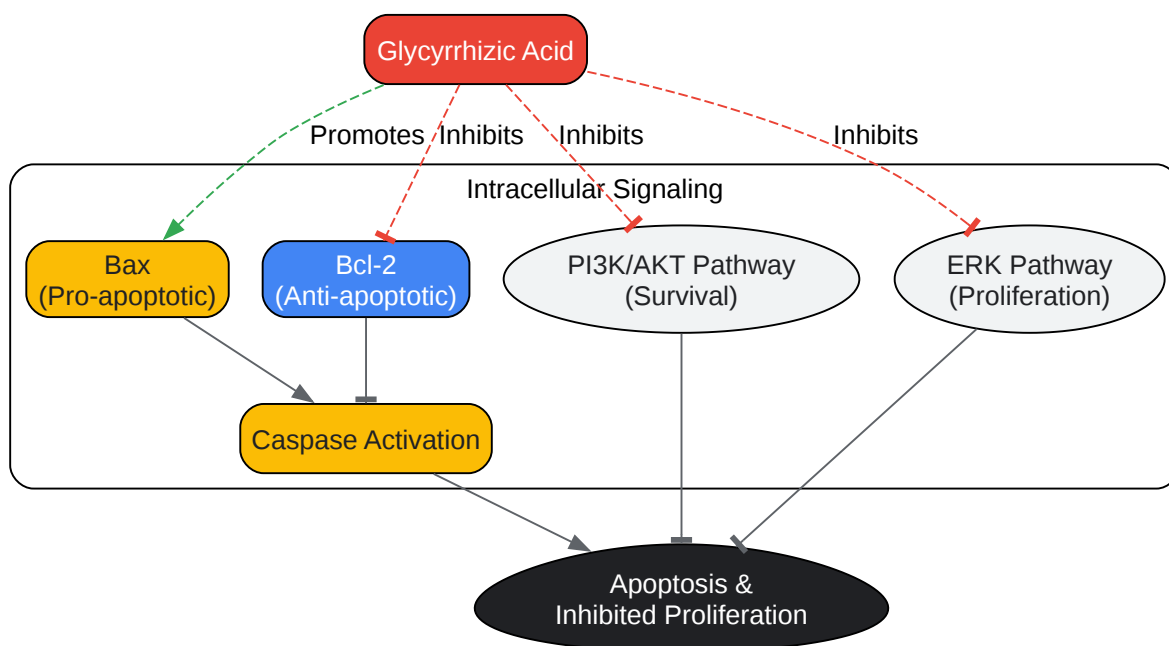 Glycyrrhizic Acid
Promotes
Inhibits
Inhibits
Inhibits
Intracellular Signaling
Bax
(Pro-apoptotic)
Bcl-2
(Anti-apoptotic)
PI3K/AKT Pathway
(Survival)
ERK Pathway
(Proliferation)
Caspase Activation
Apoptosis &
Inhibited Proliferation